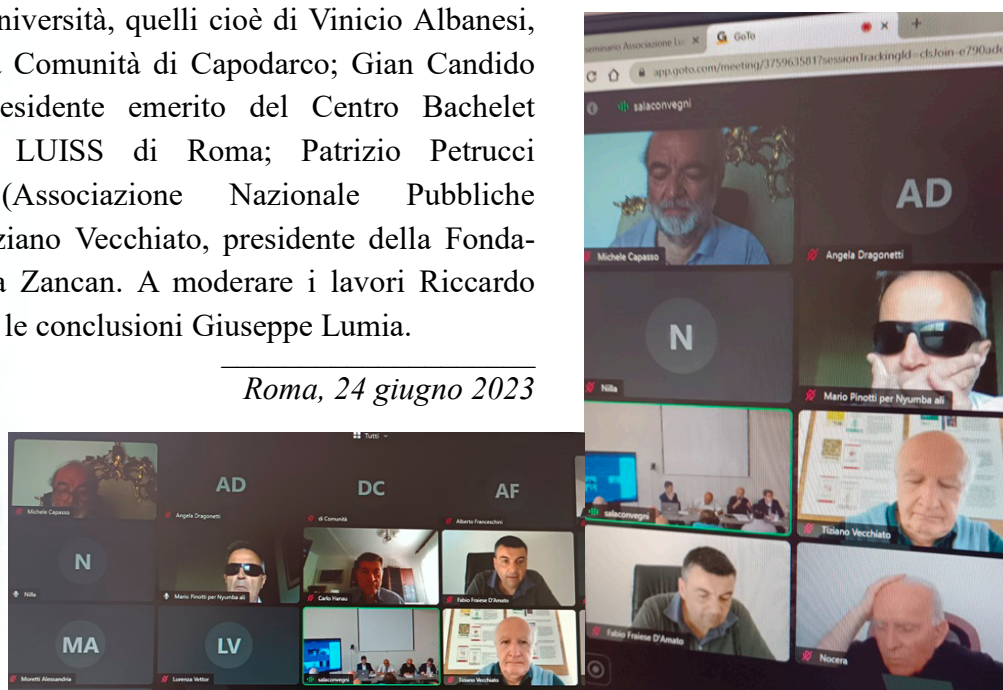 niversità, quelli cioè di Vinicio Albanesi,
Comunità di Capodarco; Gian Candido
esidente emerito del Centro Bachelet
LUISS di Roma; Patrizio Petrucci
(Associazione Nazionale Pubbliche
ziano Vecchiato, presidente della Fonda-
a Zancan. A moderare i lavori Riccardo
le conclusioni Giuseppe Lumia.
Roma, 24 giugno 2023
Tutti
Michele Capasso
AD
Angela Dragonetti
DC
di Comunità
AF
Alberto Franceschini
N
Nilla
Mario Pinotti per Nyumba ali
Carlo Hanau
Fabio Fraiese D'Amato
MA
Moretti Alessandria
LV
Lorenza Vettor
salaconvegni
Tiziano Vecchiato
seminario Associazione
GoTo
app.goto.com/meeting/375963581?sessionTrackingId=clsJoin-e790ade
salaconvegni
Michele Capasso
AD
Angela Dragonetti
N
Nilla
Mario Pinotti per Nyumba ali
salaconvegni
Tiziano Vecchiato
Fabio Fraiese D'Amato
Nocera